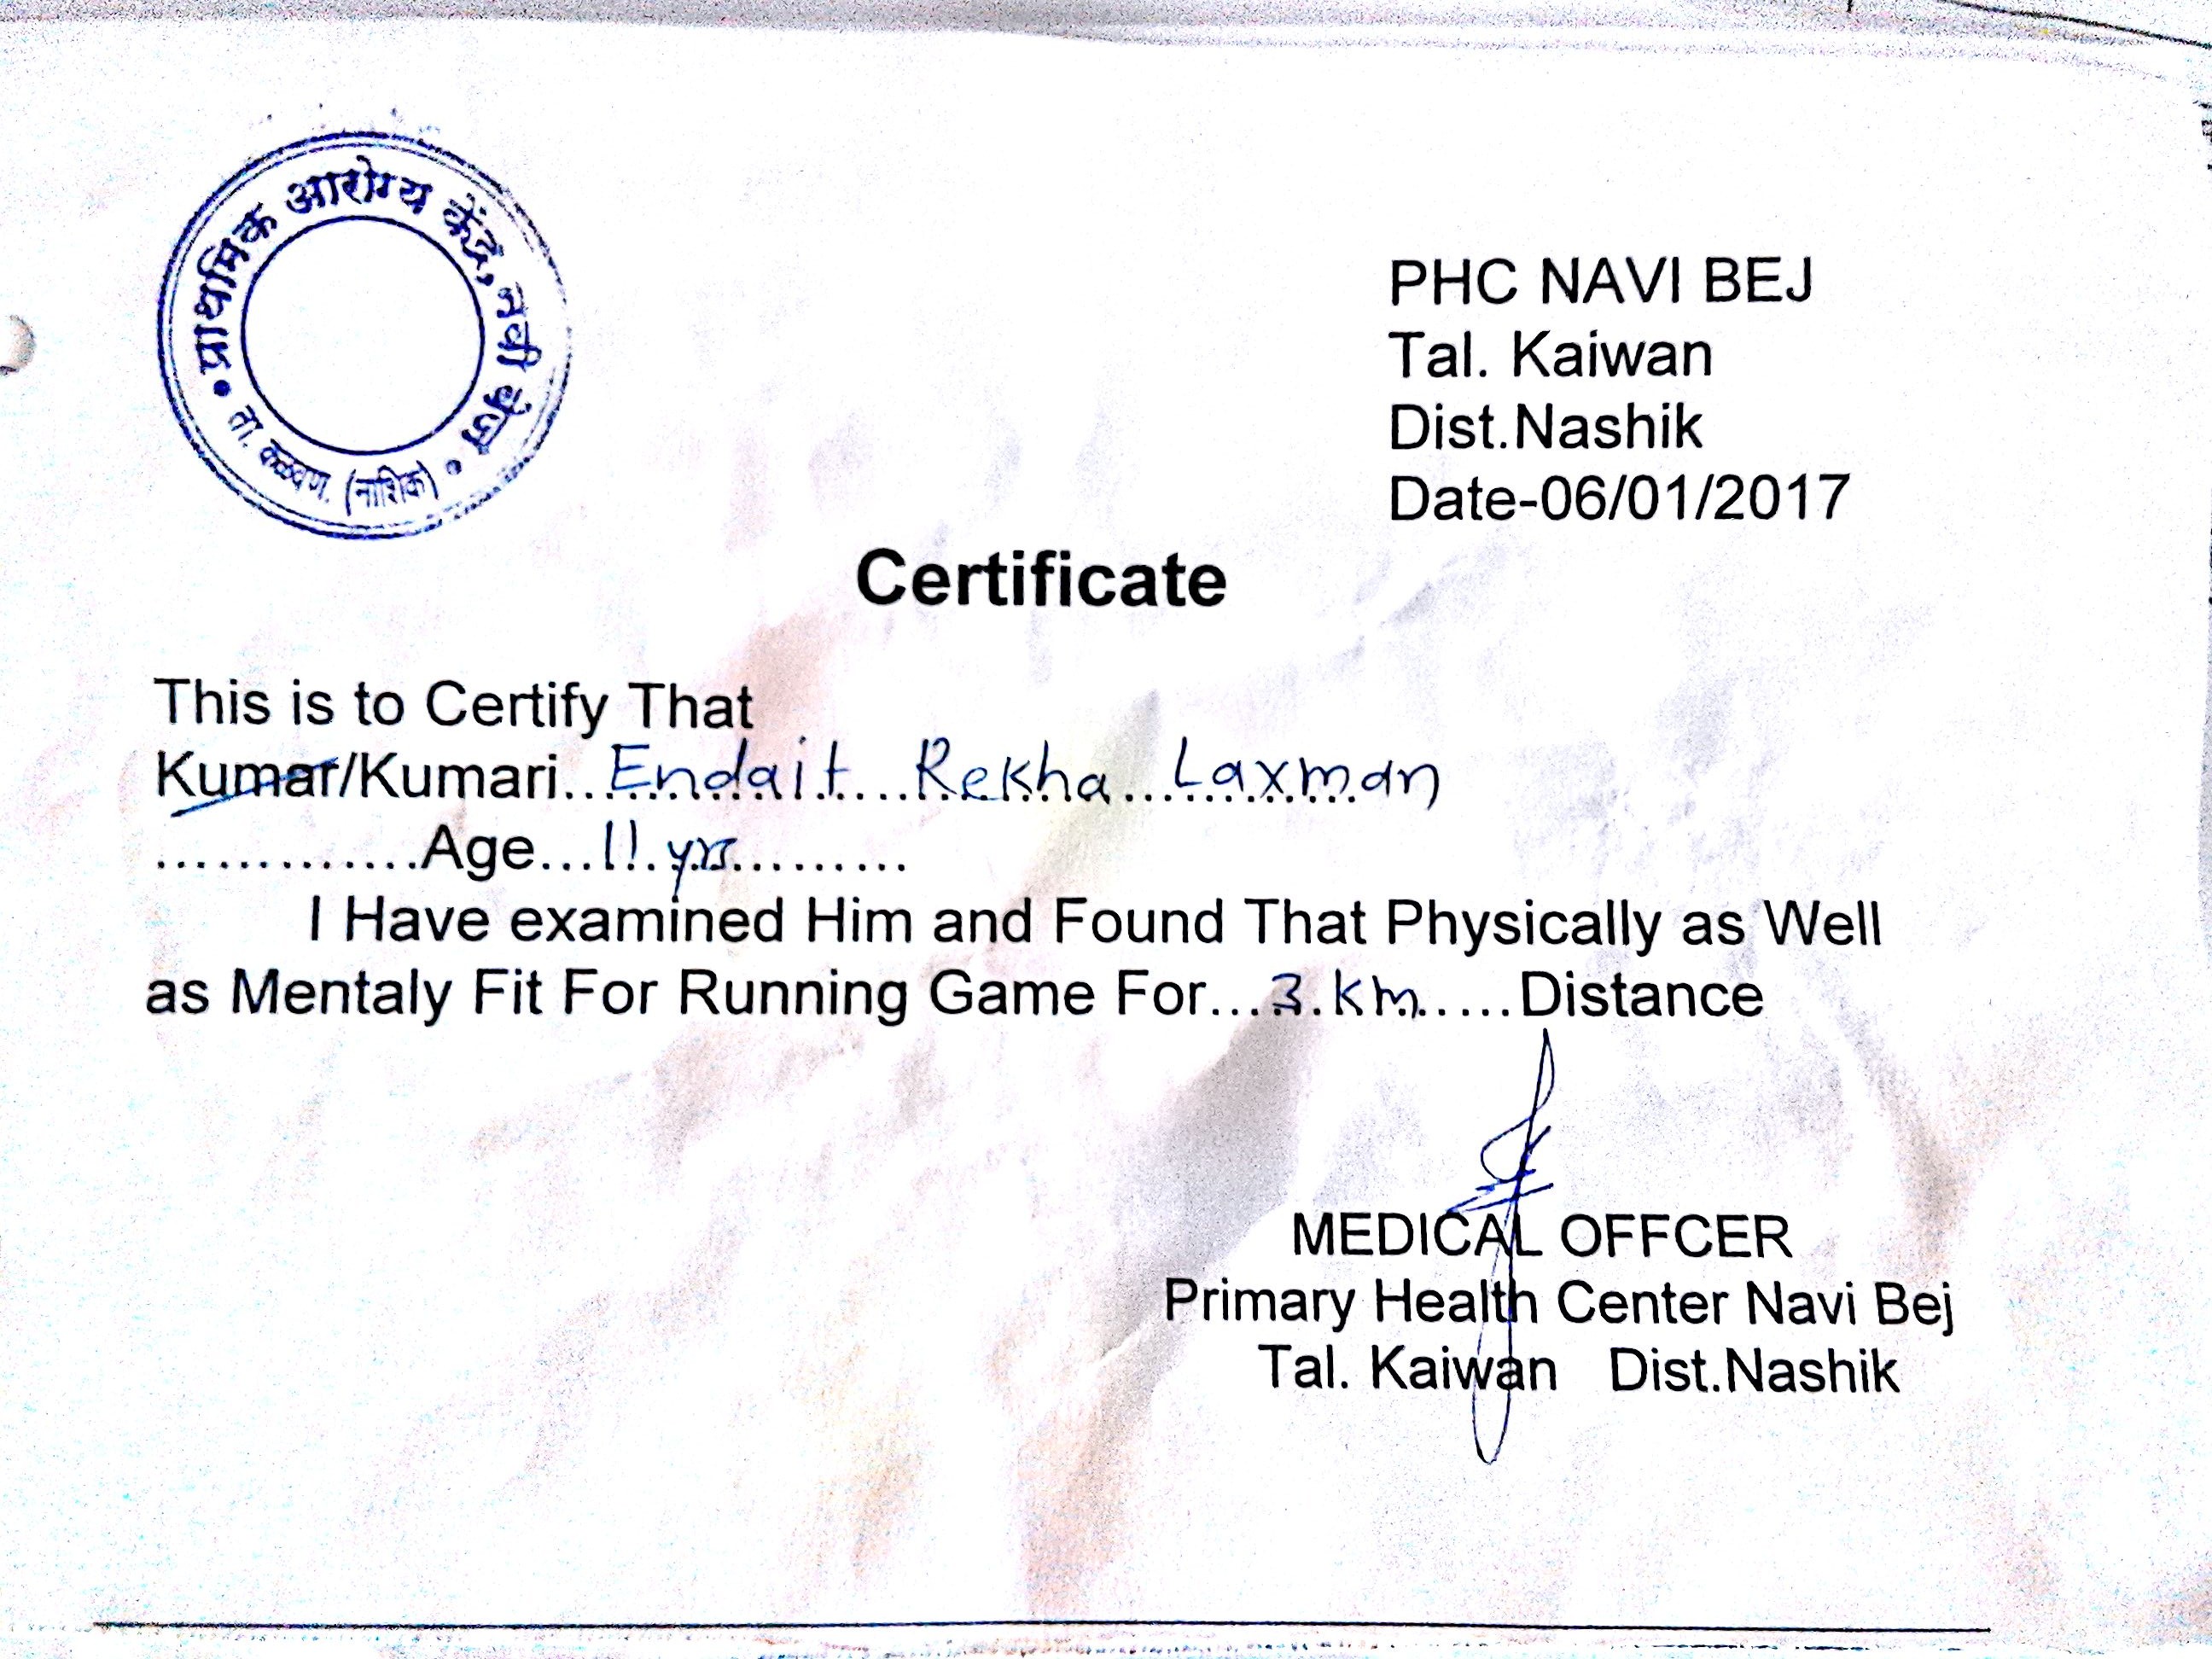 प्राथमिक आरोग्य केंद्र, नवी बेज
ता. कळवण. (नाशिक)
PHC NAVI BEJ
Tal. Kaiwan
Dist.Nashik
Date-06/01/2017
Certificate
This is to Certify That
Kumar/Kumari...Endait...Rekha...Laxman
.............Age...11.yrs.........
I Have examined Him and Found That Physically as Well
as Mentaly Fit For Running Game For...3.km.....Distance
MEDICAL OFFCER
Primary Health Center Navi Bej
Tal. Kaiwan Dist.Nashik